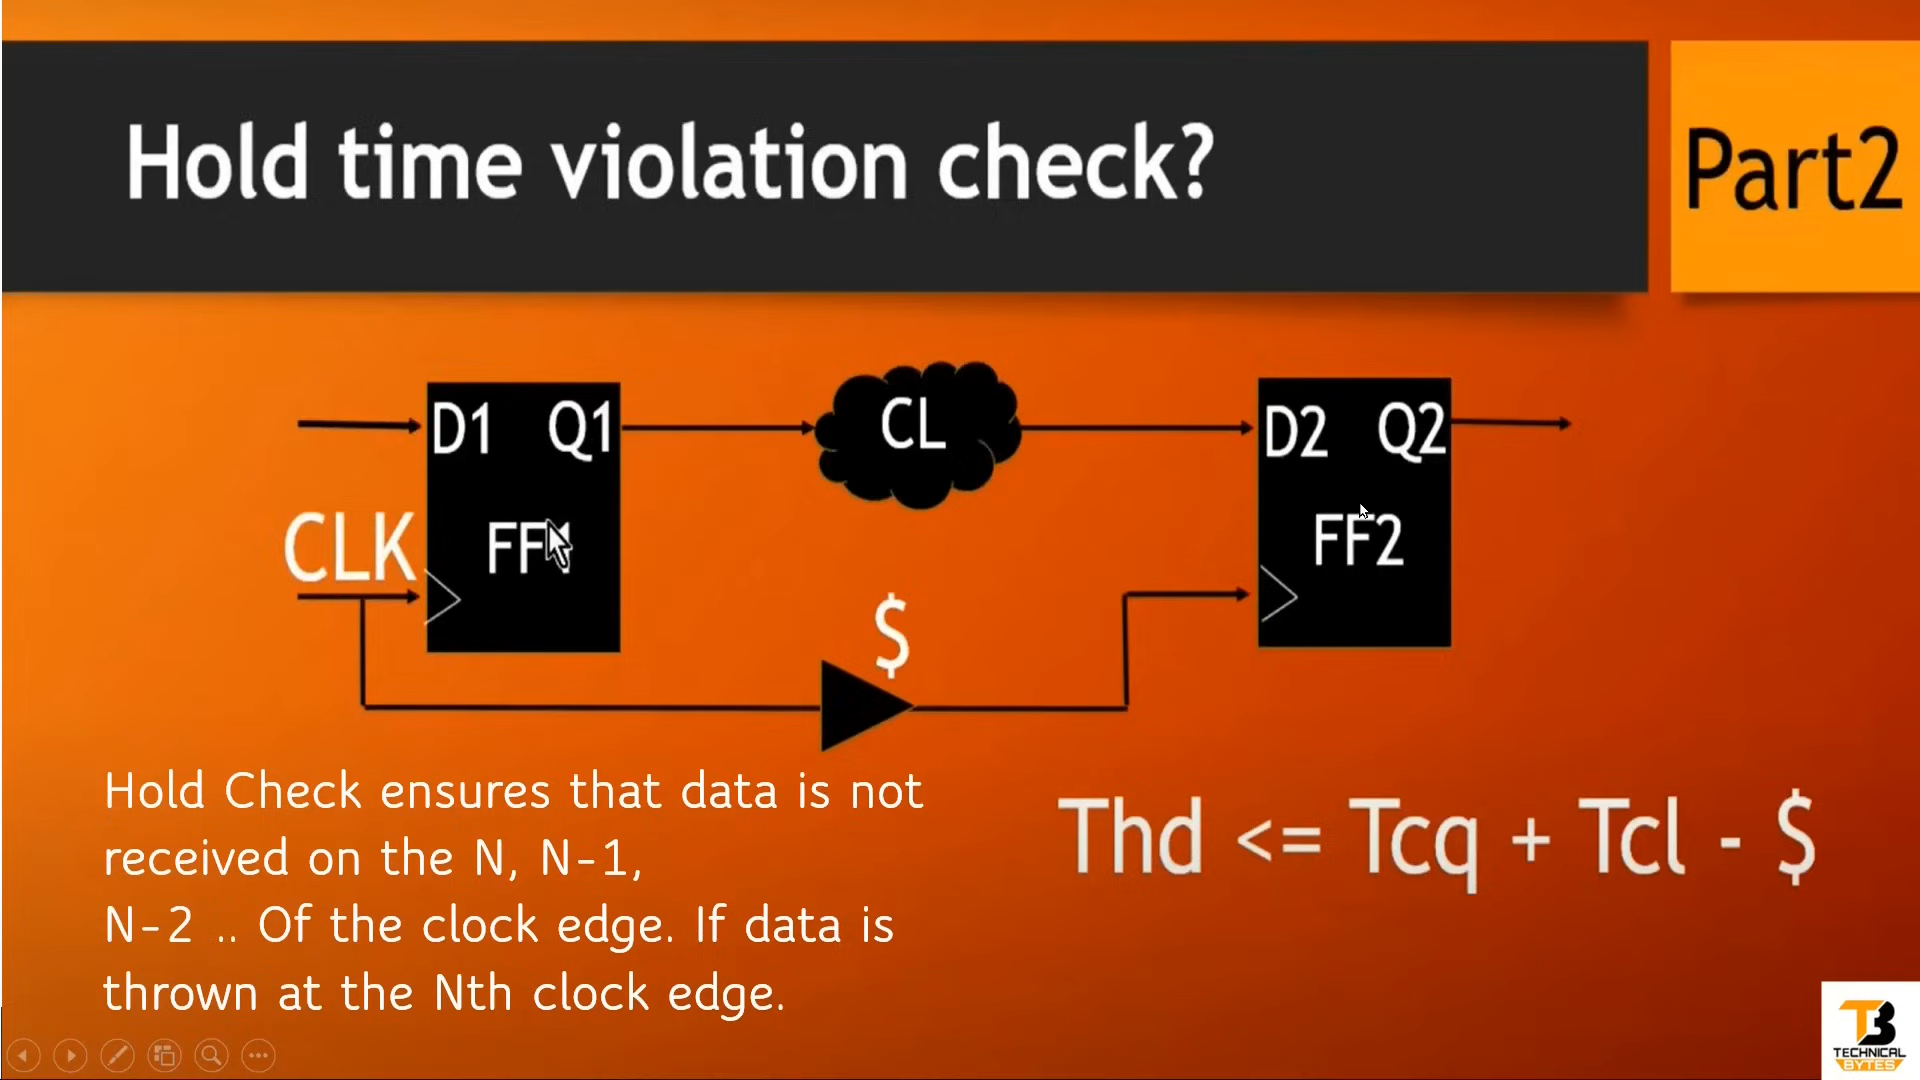 Hold time violation check?
Part2
D1 Q1
CL
D2 Q2
CLK
FF1
FF2
$
Hold Check ensures that data is not
received on the N, N-1,
N-2 .. Of the clock edge. If data is
thrown at the Nth clock edge.
Thd <= Tcq + Tcl - $
TB
TECHNICAL
BYTES